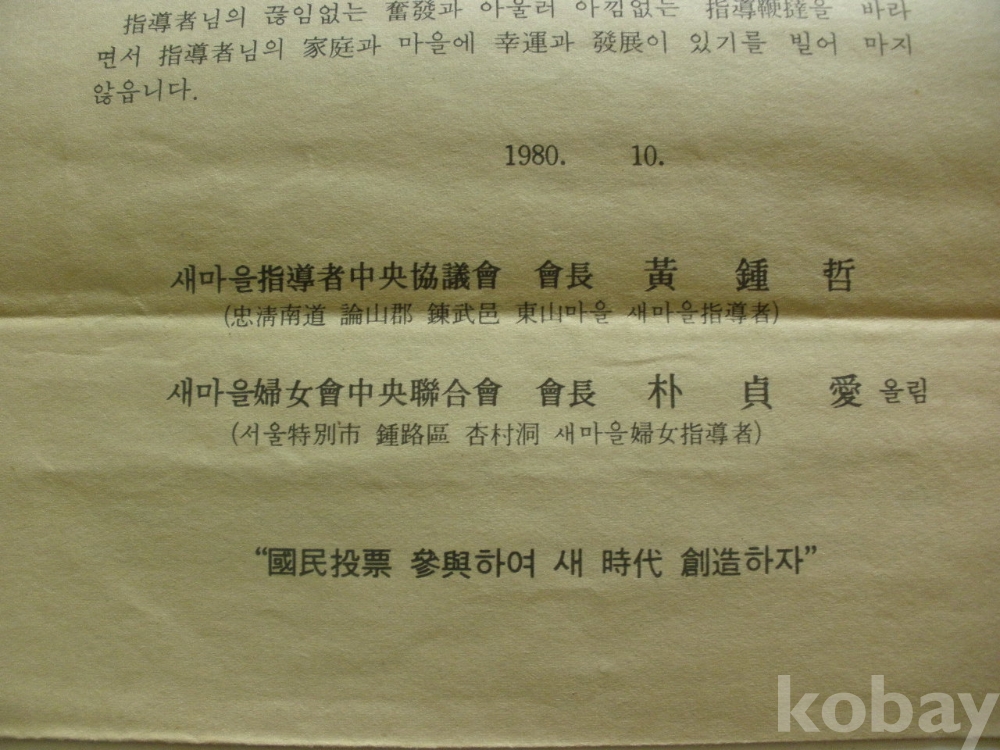 指導者님의 끊임없는 奮發과 아울러 아낌없는 指導鞭撻을 바라
면서 指導者님의 家庭과 마을에 幸運과 發展이 있기를 빌어 마지
않읍니다.
1980. 10.
새마을指導者中央協議會 會長 黃鍾哲
(忠淸南道 論山郡 鍊武邑 東山마을 새마을指導者)
새마을婦女會中央聯合會 會長 朴貞愛 올림
(서울特別市 鍾路區 杏村洞 새마을婦女指導者)
“國民投票 參與하여 새 時代 創造하자”
kobay